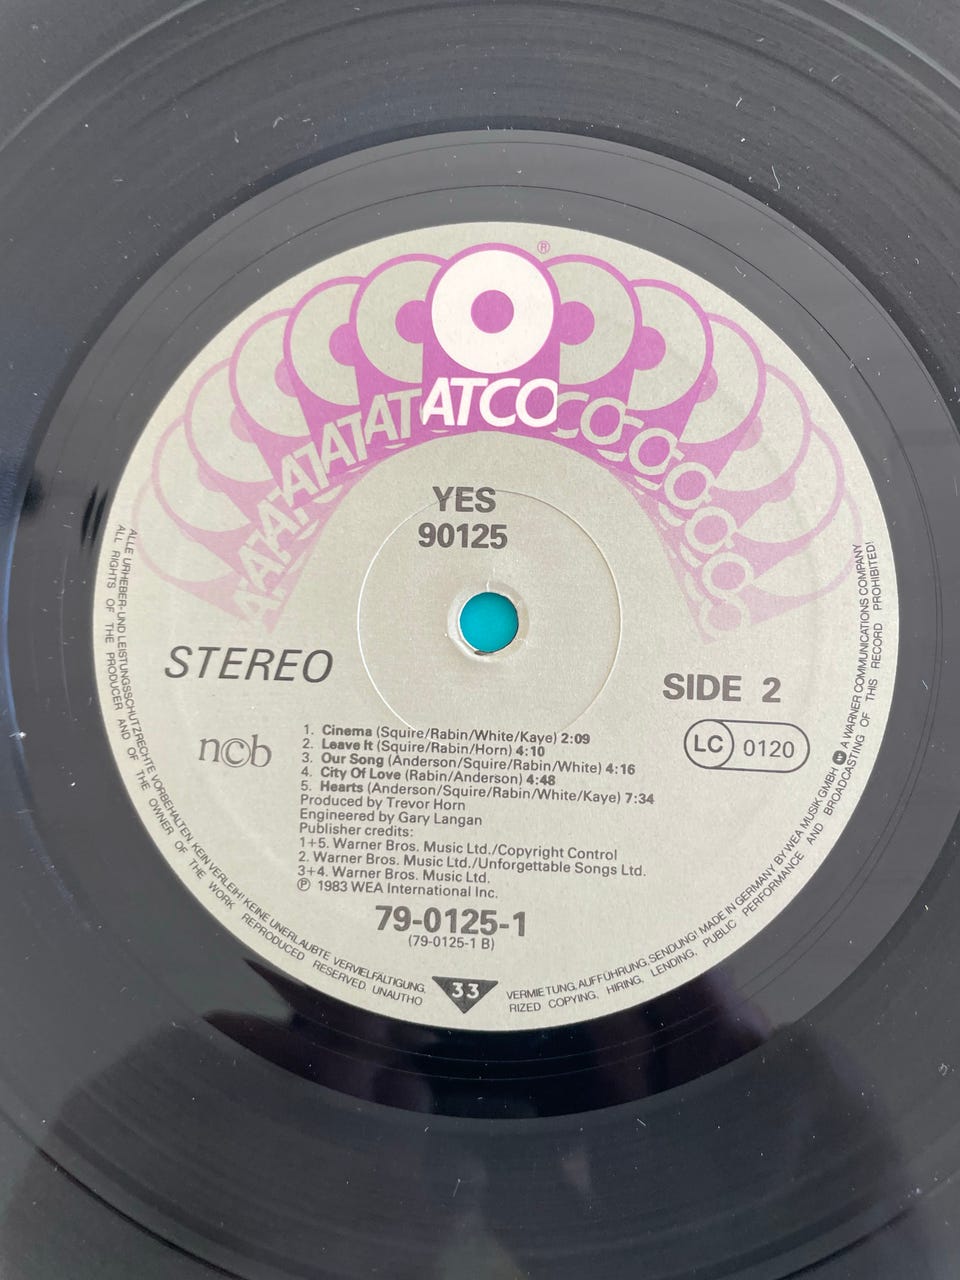 ®
ATCO
YES
90125
STEREO
SIDE 2
ncb
LC 0120
1. Cinema (Squire/Rabin/White/Kaye) 2:09
2. Leave It (Squire/Rabin/Horn) 4:10
3. Our Song (Anderson/Squire/Rabin/White) 4:16
4. City Of Love (Rabin/Anderson) 4:48
5. Hearts (Anderson/Squire/Rabin/White/Kaye) 7:34
Produced by Trevor Horn
Engineered by Gary Langan
Publisher credits:
1+5. Warner Bros. Music Ltd./Copyright Control
2. Warner Bros. Music Ltd./Unforgettable Songs Ltd.
3+4. Warner Bros. Music Ltd.
℗ 1983 WEA International Inc.
79-0125-1
(79-0125-1 B)
33
ALLE URHEBER- UND LEISTUNGSSCHUTZRECHTE VORBEHALTEN. KEIN VERLEIH! KEINE UNERLAUBTE VERVIELFÄLTIGUNG, VERMIETUNG, AUFFÜHRUNG, SENDUNG! MADE IN GERMANY BY WEA MUSIK GMBH A WARNER COMMUNICATIONS COMPANY
ALL RIGHTS OF THE PRODUCER AND OF THE OWNER OF THE WORK REPRODUCED RESERVED. UNAUTHORIZED COPYING, HIRING, LENDING, PUBLIC PERFORMANCE AND BROADCASTING OF THIS RECORD PROHIBITED!